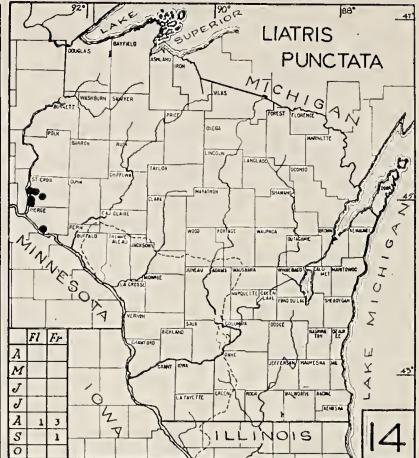 92° 90° 88° 47°
LAKE SUPERIOR
LIATRIS
PUNCTATA
DOUGLAS BAYFIELD
ASHLAND IRON
MICHIGAN
VILAS
BURNETT WASHBURN SAWYER
FOREST FLORENCE
PRICE
ONEIDA
MARINETTE
POLK BARRON RUSK
LINCOLN
LANGLADE
OCONTO
TAYLOR
CHIPPEWA
ST. CROIX DUNN
MARATHON
SHAWANO
DOOR
45°
CLARK
PIERCE
EAU CLAIRE
PEPIN
BUFFALO
TREMPEALEAU
JACKSON
WOOD PORTAGE WAUPACA
OUTAGAMIE
BROWN KEWAUNEE
MINNESOTA
MONROE
LA CROSSE
JUNEAU ADAMS WAUSHARA
WINNEBAGO
CALUMET
MANITOWOC
MARQUETTE
GREEN LAKE
FOND DU LAC SHEBOYGAN
VERNON
SAUK
COLUMBIA
DODGE
RICHLAND
CRAWFORD
DANE
GRANT IOWA
JEFFERSON WAUKESHA
43°
LAKE MICHIGAN
LA FAYETTE
GREEN ROCK WALWORTH RACINE
KENOSHA
IOWA
ILLINOIS
Fl Fr
A
M
J
J
A 1 3
S 1
O
14